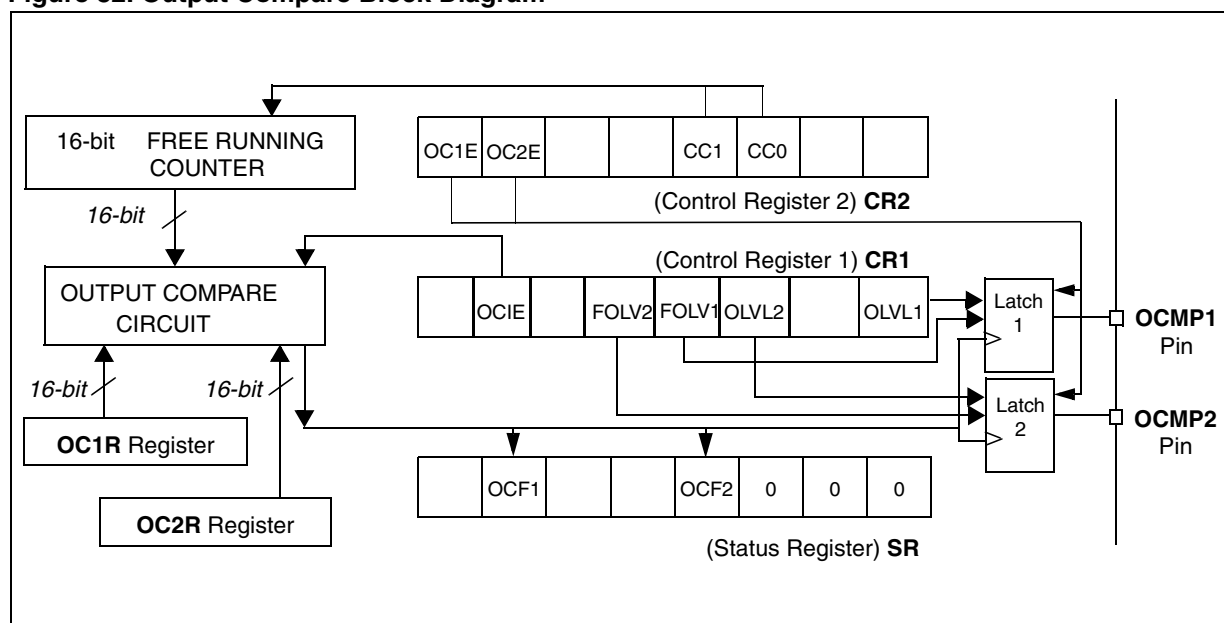 Figure 52. Output Compare Block Diagram
16-bit FREE RUNNING
COUNTER
OC1E OC2E CC1 CC0
(Control Register 2) CR2
16-bit
(Control Register 1) CR1
OUTPUT COMPARE
CIRCUIT
OCIE FOLV2 FOLV1 OLVL2 OLVL1
Latch
1
OCMP1
Pin
16-bit
16-bit
Latch
2
OCMP2
Pin
OC1R Register
OCF1 OCF2 0 0 0
OC2R Register
(Status Register) SR